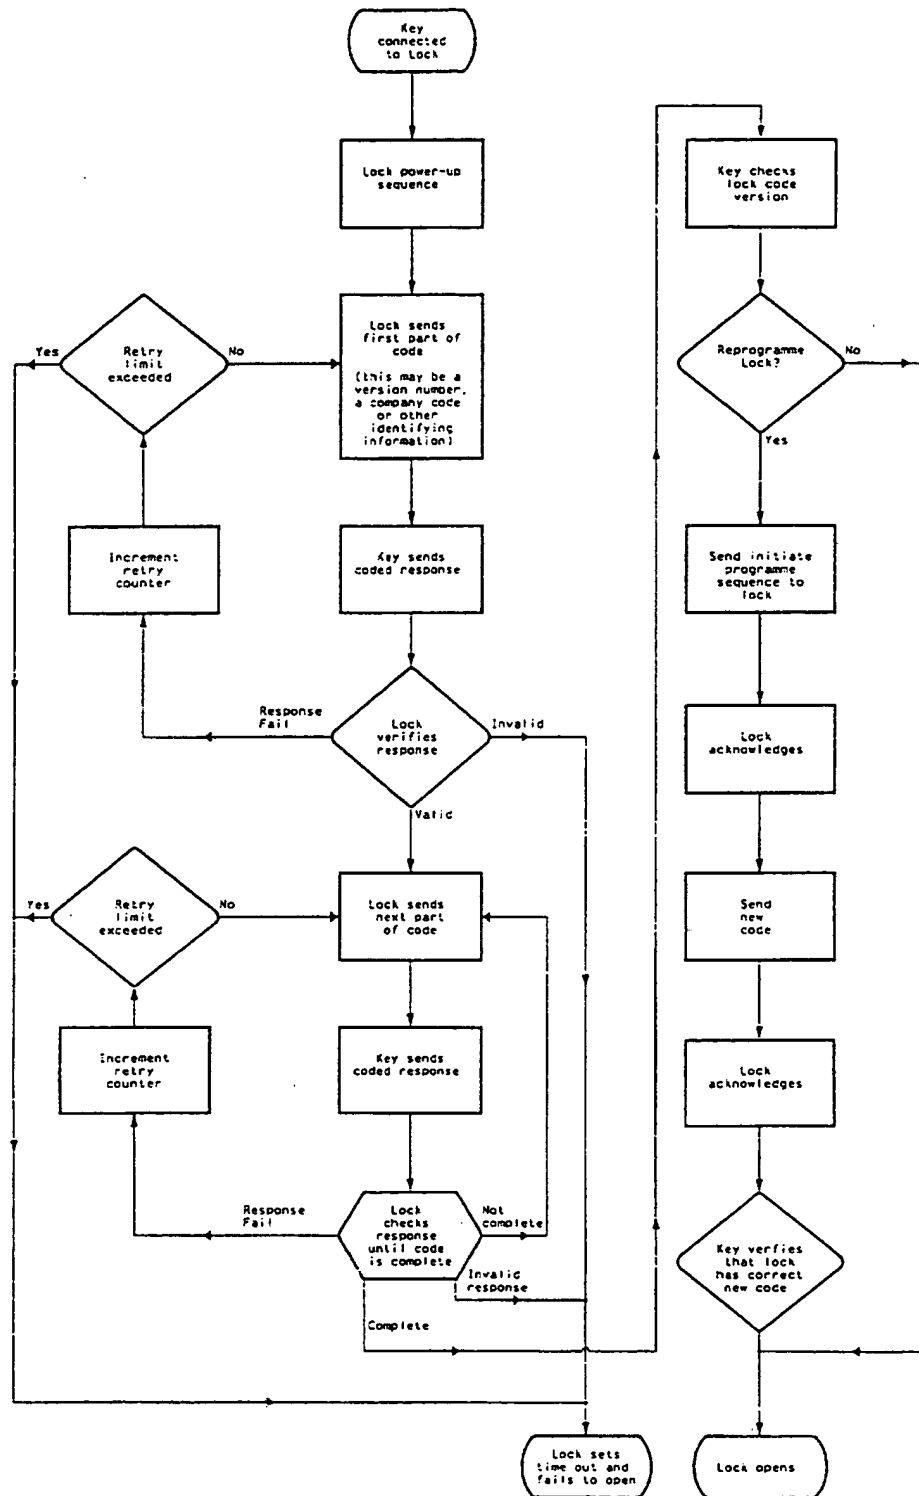 Key
connected
to Lock
Lock power-up
sequence
Lock sends
first part of
code
(this may be a
version number,
a company code
or other
identifying
information)
Yes
Retry
limit
exceeded
No
Increment
retry
counter
Key sends
coded response
Response
Fail
Lock
verifies
response
Invalid
Valid
Yes
Retry
limit
exceeded
No
Lock sends
next part
of code
Increment
retry
counter
Key sends
coded response
Response
Fail
Lock
checks
response
until code
is complete
Not
complete
Invalid
response
Complete
Lock sets
time out and
fails to open
Key checks
lock code
version
Reprogramme
Lock?
No
Yes
Send initiate
programme
sequence to
lock
Lock
acknowledges
Send
new
code
Lock
acknowledges
Key verfies
that lock
has correct
new code
Lock opens